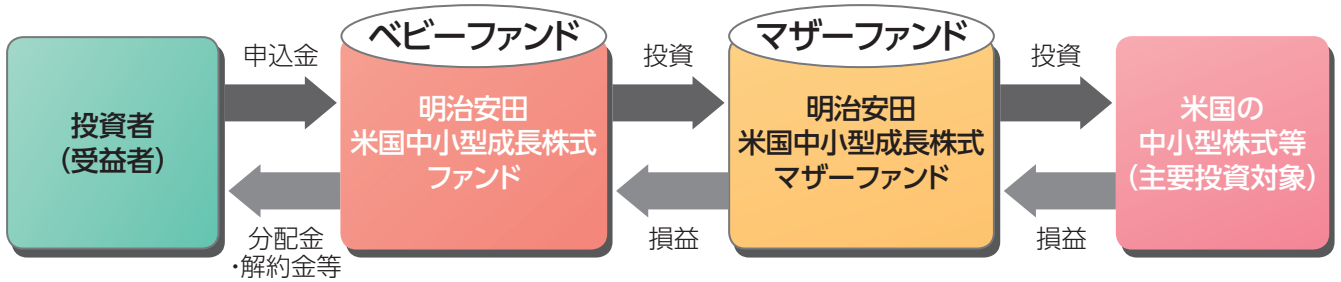 投資者
(受益者)
申込金
分配金
・解約金等
ベビーファンド
明治安田
米国中小型成長株式
ファンド
投資
損益
マザーファンド
明治安田
米国中小型成長株式
マザーファンド
投資
損益
米国の
中小型株式等
(主要投資対象)